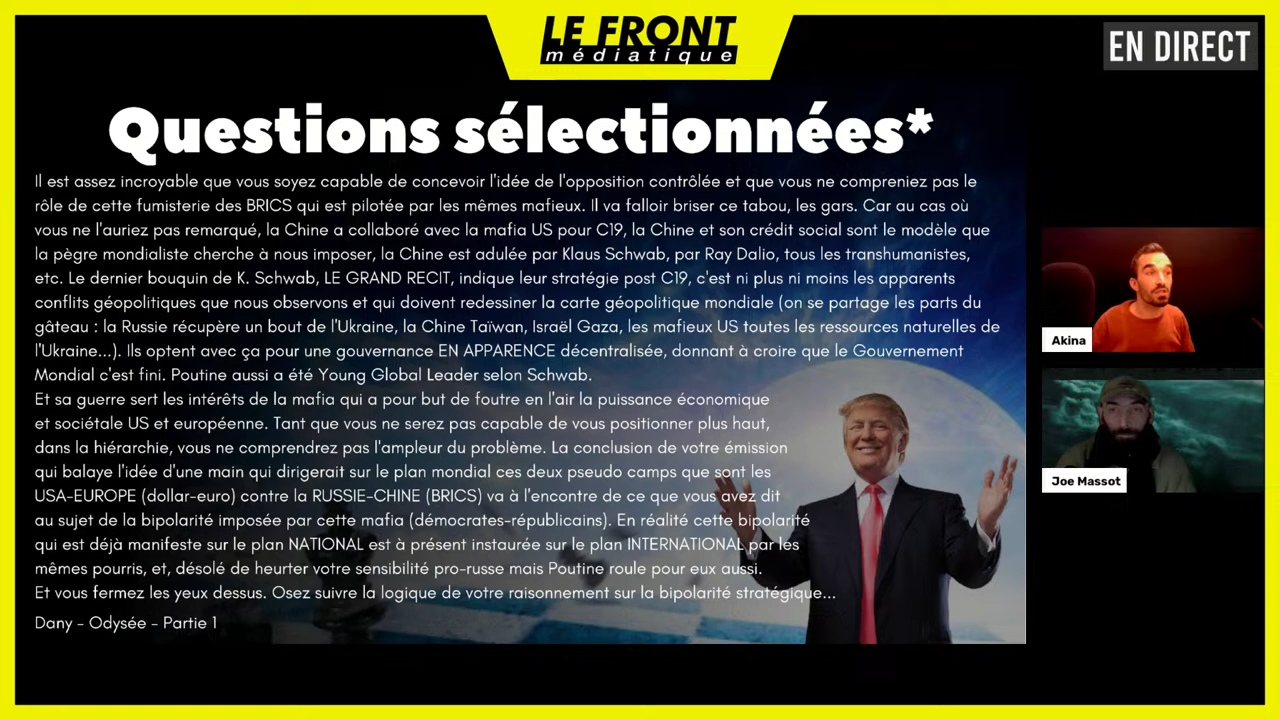 LE FRONT
médiatique
EN DIRECT
Questions sélectionnées*
Il est assez incroyable que vous soyez capable de concevoir l'idée de l'opposition contrôlée et que vous ne compreniez pas le
rôle de cette fumisterie des BRICS qui est pilotée par les mêmes mafieux. Il va falloir briser ce tabou, les gars. Car au cas où
vous ne l'auriez pas remarqué, la Chine a collaboré avec la mafia US pour C19, la Chine et son crédit social sont le modèle que
la pègre mondialiste cherche à nous imposer, la Chine est adulée par Klaus Schwab, par Ray Dalio, tous les transhumanistes,
etc. Le dernier bouquin de K. Schwab, LE GRAND RECIT, indique leur stratégie post C19, c'est ni plus ni moins les apparents
conflits géopolitiques que nous observons et qui doivent redessiner la carte géopolitique mondiale (on se partage les parts du
gâteau : la Russie récupère un bout de l'Ukraine, la Chine Taïwan, Israël Gaza, les mafieux US toutes les ressources naturelles de
l'Ukraine...). Ils optent avec ça pour une gouvernance EN APPARENCE décentralisée, donnant à croire que le Gouvernement
Mondial c'est fini. Poutine aussi a été Young Global Leader selon Schwab.
Et sa guerre sert les intérêts de la mafia qui a pour but de foutre en l'air la puissance économique
et sociétale US et européenne. Tant que vous ne serez pas capable de vous positionner plus haut,
dans la hiérarchie, vous ne comprendrez pas l'ampleur du problème. La conclusion de votre émission
qui balaye l'idée d'une main qui dirigerait sur le plan mondial ces deux pseudo camps que sont les
USA-EUROPE (dollar-euro) contre la RUSSIE-CHINE (BRICS) va à l'encontre de ce que vous avez dit
au sujet de la bipolarité imposée par cette mafia (démocrates-républicains). En réalité cette bipolarité
qui est déjà manifeste sur le plan NATIONAL est à présent instaurée sur le plan INTERNATIONAL par les
mêmes pourris, et, désolé de heurter votre sensibilité pro-russe mais Poutine roule pour eux aussi.
Et vous fermez les yeux dessus. Osez suivre la logique de votre raisonnement sur la bipolarité stratégique...
Dany - Odysée - Partie 1
Akina
Joe Massot